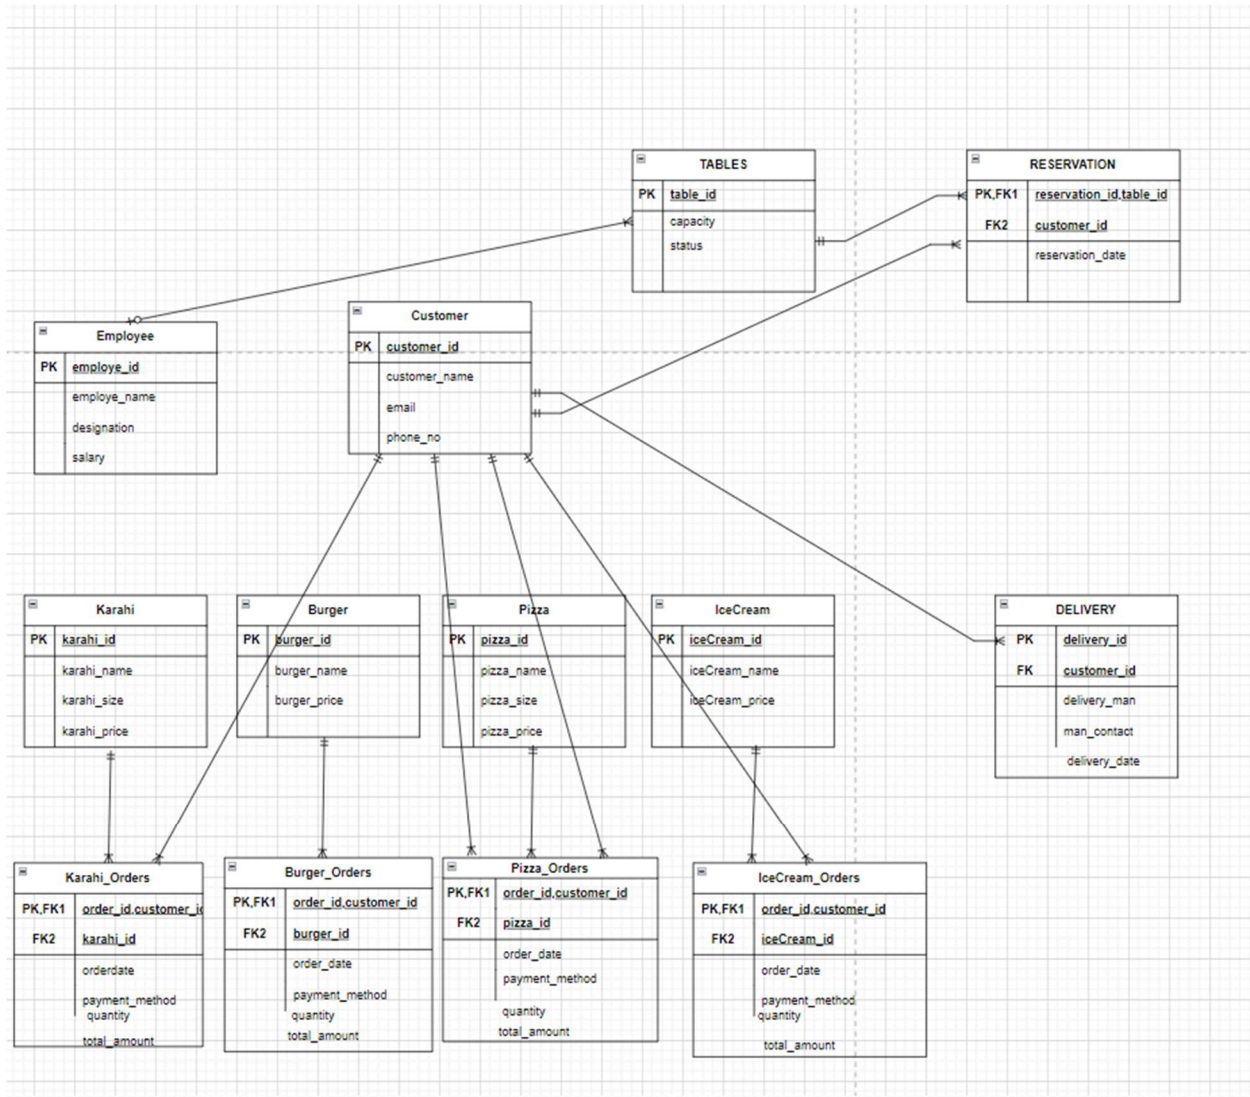 TABLES
PK table_id
capacity
status
RESERVATION
PK,FK1 reservation_id,table_id
FK2 customer_id
reservation_date
Employee
PK employe_id
employe_name
designation
salary
Customer
PK customer_id
customer_name
email
phone_no
Karahi
PK karahi_id
karahi_name
karahi_size
karahi_price
Burger
PK burger_id
burger_name
burger_price
Pizza
PK pizza_id
pizza_name
pizza_size
pizza_price
IceCream
PK iceCream_id
iceCream_name
iceCream_price
DELIVERY
PK delivery_id
FK customer_id
delivery_man
man_contact
delivery_date
Karahi_Orders
PK,FK1 order_id,customer_id
FK2 karahi_id
orderdate
payment_method
quantity
total_amount
Burger_Orders
PK,FK1 order_id,customer_id
FK2 burger_id
order_date
payment_method
quantity
total_amount
Pizza_Orders
PK,FK1 order_id,customer_id
FK2 pizza_id
order_date
payment_method
quantity
total_amount
IceCream_Orders
PK,FK1 order_id,customer_id
FK2 iceCream_id
order_date
payment_method
quantity
total_amount